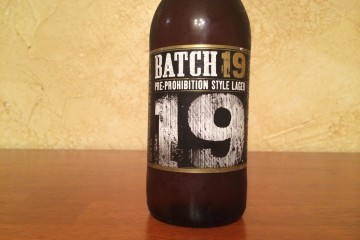 BATCH 19
PRE-PROHIBITION STYLE LAGER
19